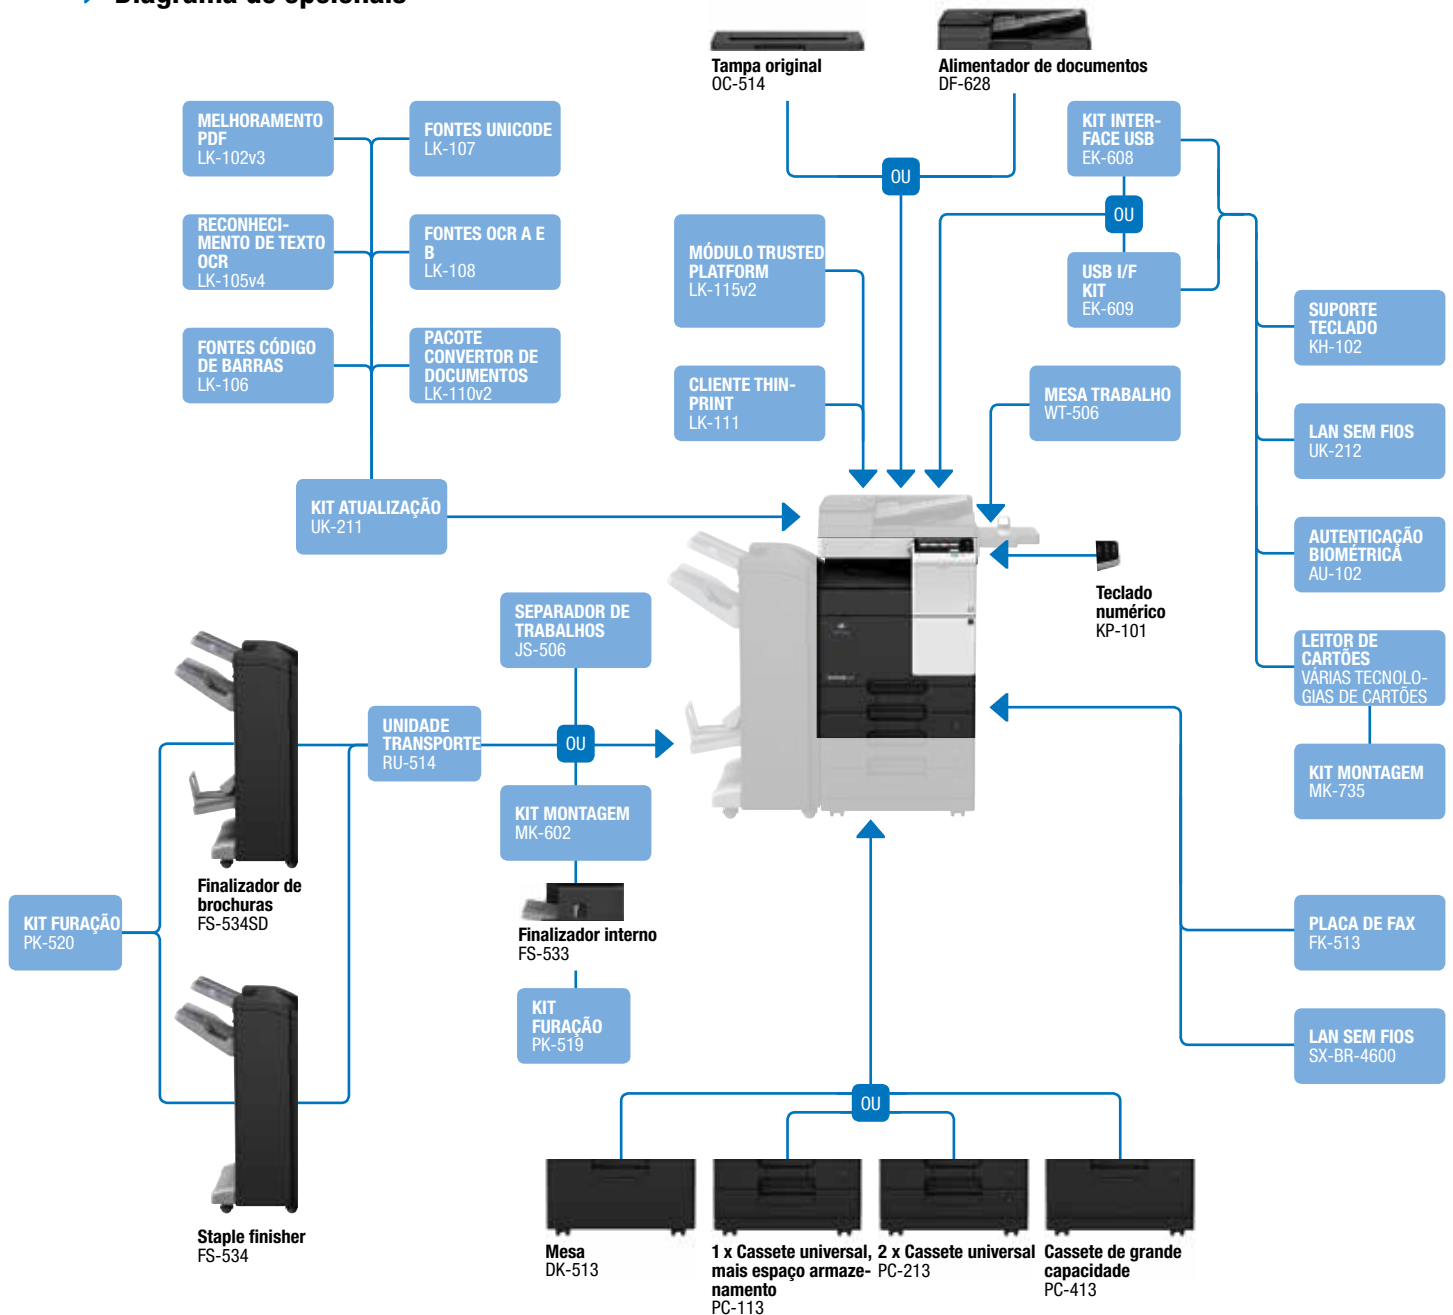 Diagrama de opcionais
Tampa original
OC-514
Alimentador de documentos
DF-628
MELHORAMENTO
PDF
LK-102v3
FONTES UNICODE
LK-107
KIT INTER-
FACE USB
EK-608
OU
OU
RECONHECI-
MENTO DE TEXTO
OCR
LK-105v4
FONTES OCR A E
B
LK-108
MÓDULO TRUSTED
PLATFORM
LK-115v2
USB I/F
KIT
EK-609
SUPORTE
TECLADO
KH-102
FONTES CÓDIGO
DE BARRAS
LK-106
PACOTE
CONVERTOR DE
DOCUMENTOS
LK-110v2
CLIENTE THIN-
PRINT
LK-111
MESA TRABALHO
WT-506
LAN SEM FIOS
UK-212
KIT ATUALIZAÇÃO
UK-211
AUTENTICAÇÃO
BIOMÉTRICA
AU-102
Teclado
numérico
KP-101
SEPARADOR DE
TRABALHOS
JS-506
LEITOR DE
CARTÕES
VÁRIAS TECNOLO-
GIAS DE CARTÕES
UNIDADE
TRANSPORTE
RU-514
OU
KIT MONTAGEM
MK-735
KIT MONTAGEM
MK-602
Finalizador de
brochuras
FS-534SD
KIT FURAÇÃO
PK-520
Finalizador interno
FS-533
PLACA DE FAX
FK-513
KIT
FURAÇÃO
PK-519
LAN SEM FIOS
SX-BR-4600
OU
Staple finisher
FS-534
Mesa
DK-513
1 x Cassete universal,
mais espaço armaze-
namento
PC-113
2 x Cassete universal
PC-213
Cassete de grande
capacidade
PC-413